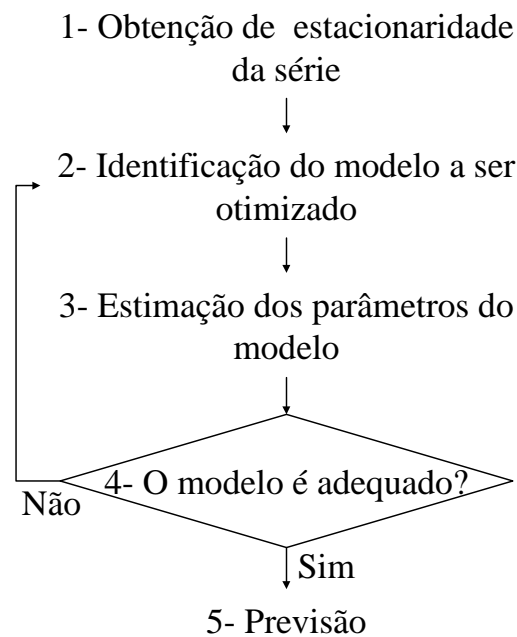 1- Obtenção de estacionaridade
da série
2- Identificação do modelo a ser
otimizado
3- Estimação dos parâmetros do
modelo
4- O modelo é adequado?
Não
Sim
5- Previsão